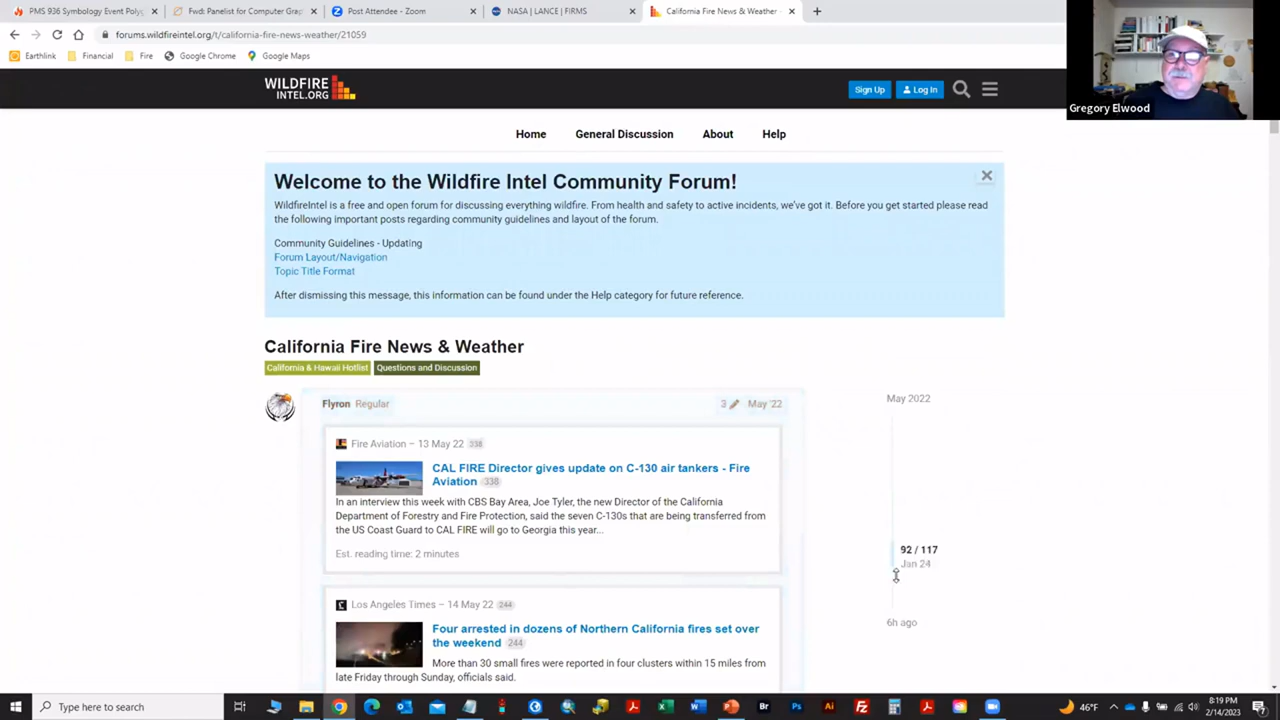 PMS 936 Symbology Event Polyg
Fwd: Panelist for Computer Grap
Post Attendee - Zoom
NASA | LANCE | FIRMS
California Fire News & Weather -
forums.wildfireintel.org/t/california-fire-news-weather/21059
Earthlink
Financial
Fire
Google Chrome
Google Maps
Gregory Elwood
WILDFIRE
INTEL.ORG
Sign Up
Log In
Home
General Discussion
About
Help
Welcome to the Wildfire Intel Community Forum!
WildfireIntel is a free and open forum for discussing everything wildfire. From health and safety to active incidents, we've got it. Before you get started please read
the following important posts regarding community guidelines and layout of the forum.
Community Guidelines - Updating
Forum Layout/Navigation
Topic Title Format
After dismissing this message, this information can be found under the Help category for future reference.
California Fire News & Weather
California & Hawaii Hotlist
Questions and Discussion
Flyron Regular
3
May '22
May 2022
Fire Aviation – 13 May 22 338
CAL FIRE Director gives update on C-130 air tankers - Fire
Aviation 338
In an interview this week with CBS Bay Area, Joe Tyler, the new Director of the California
Department of Forestry and Fire Protection, said the seven C-130s that are being transferred from
the US Coast Guard to CAL FIRE will go to Georgia this year...
Est. reading time: 2 minutes
92 / 117
Jan 24
6h ago
Los Angeles Times – 14 May 22 244
Four arrested in dozens of Northern California fires set over
the weekend 244
More than 30 small fires were reported in four clusters within 15 miles from
late Friday through Sunday, officials said.
Type here to search
46°F
8:19 PM
2/14/2023